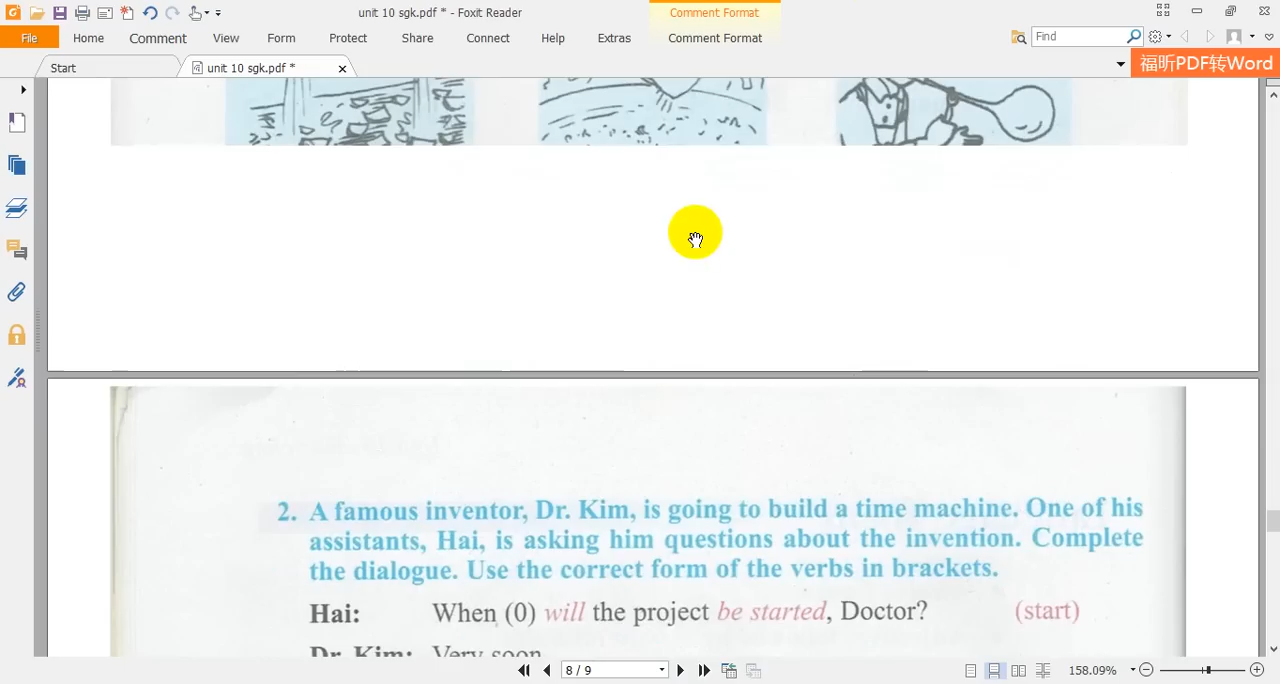 unit 10 sgk.pdf * - Foxit Reader
Comment Format
File
Home
Comment
View
Form
Protect
Share
Connect
Help
Extras
Comment Format
Find
Start
unit 10 sgk.pdf *
福昕PDF转Word
2. A famous inventor, Dr. Kim, is going to build a time machine. One of his
assistants, Hai, is asking him questions about the invention. Complete
the dialogue. Use the correct form of the verbs in brackets.
Hai: When (0) will the project be started, Doctor? (start)
Dr. Kim: Very soon
8 / 9
158.09%